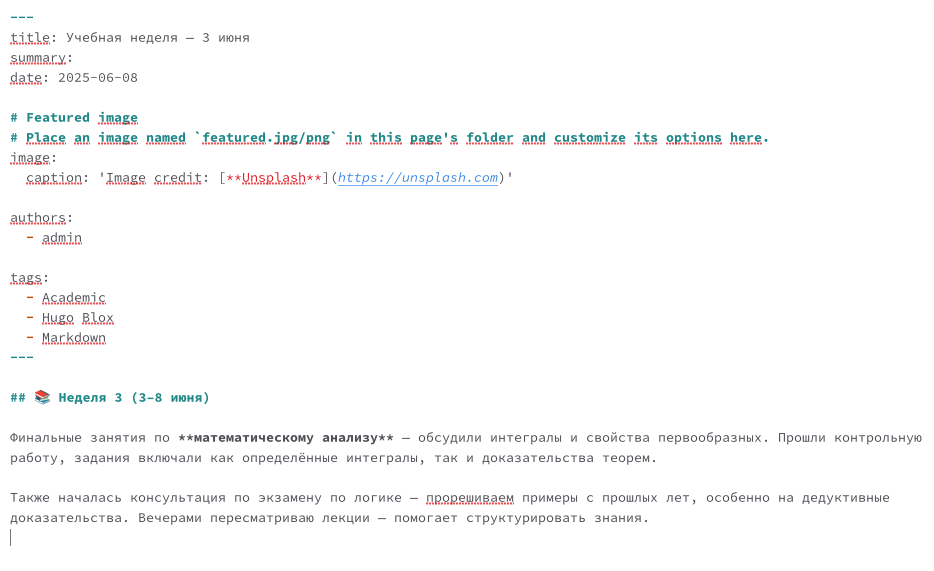 ---
title: Учебная неделя — 3 июня
summary:
date: 2025-06-08
# Featured image
# Place an image named `featured.jpg/png` in this page's folder and customize its options here.
image:
  caption: 'Image credit: [**Unsplash**](https://unsplash.com)'
authors:
  - admin
tags:
  - Academic
  - Hugo Blox
  - Markdown
---
## 📚 Неделя 3 (3–8 июня)
Финальные занятия по **математическому анализу** — обсудили интегралы и свойства первообразных. Прошли контрольную
работу, задания включали как определённые интегралы, так и доказательства теорем.
Также началась консультация по экзамену по логике — прорешиваем примеры с прошлых лет, особенно на дедуктивные
доказательства. Вечерами пересматриваю лекции — помогает структурировать знания.